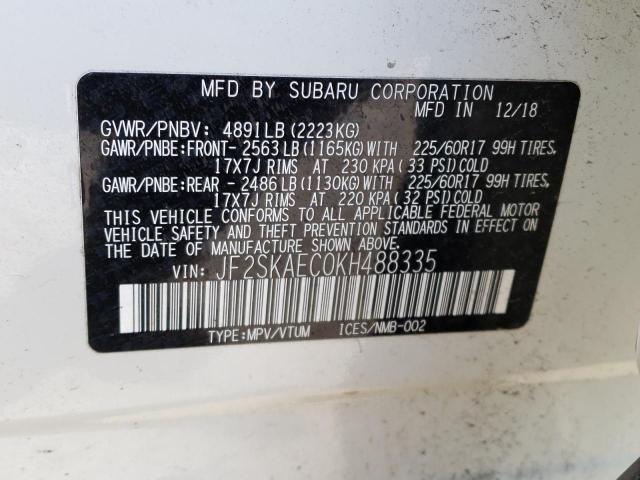 MFD BY SUBARU CORPORATION
MFD IN 12/18
GVWR/PNBV: 4891LB (2223KG)
GAWR/PNBE:FRONT- 2563LB (1165KG)WITH 225/60R17 99H TIRES,
17X7J RIMS AT 230 KPA (33 PSI)COLD
GAWR/PNBE:REAR - 2486LB (1130KG)WITH 225/60R17 99H TIRES,
17X7J RIMS AT 220 KPA (32 PSI)COLD
THIS VEHICLE CONFORMS TO ALL APPLICABLE FEDERAL MOTOR
VEHICLE SAFETY AND THEFT PREVENTION STANDARDS IN EFFECT ON
THE DATE OF MANUFACTURE SHOWN ABOVE.
VIN: JF2SKAEC0KH488335
TYPE:MPV/VTUM ICES/NMB-002